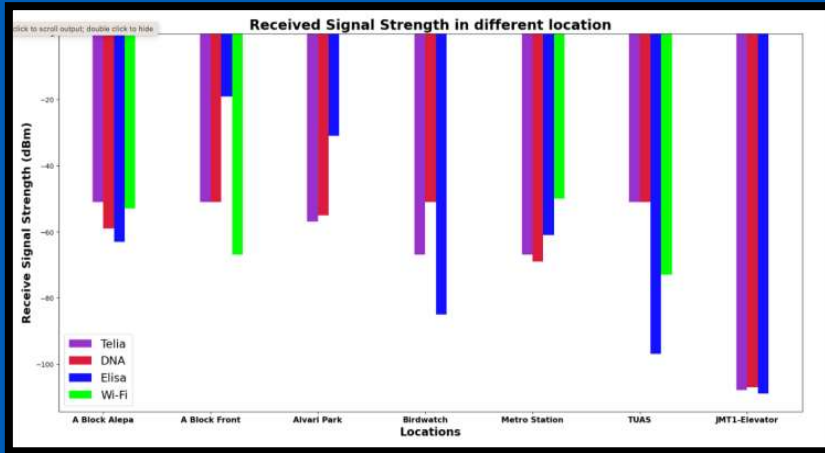 Received Signal Strength in different location
click to scroll output; double click to hide
−20
−40
−60
−80
−100
Receive Signal Strength (dBm)
Telia
DNA
Elisa
Wi-Fi
A Block Alepa
A Block Front
Alvari Park
Birdwatch
Metro Station
TUAS
JMT1-Elevator
Locations